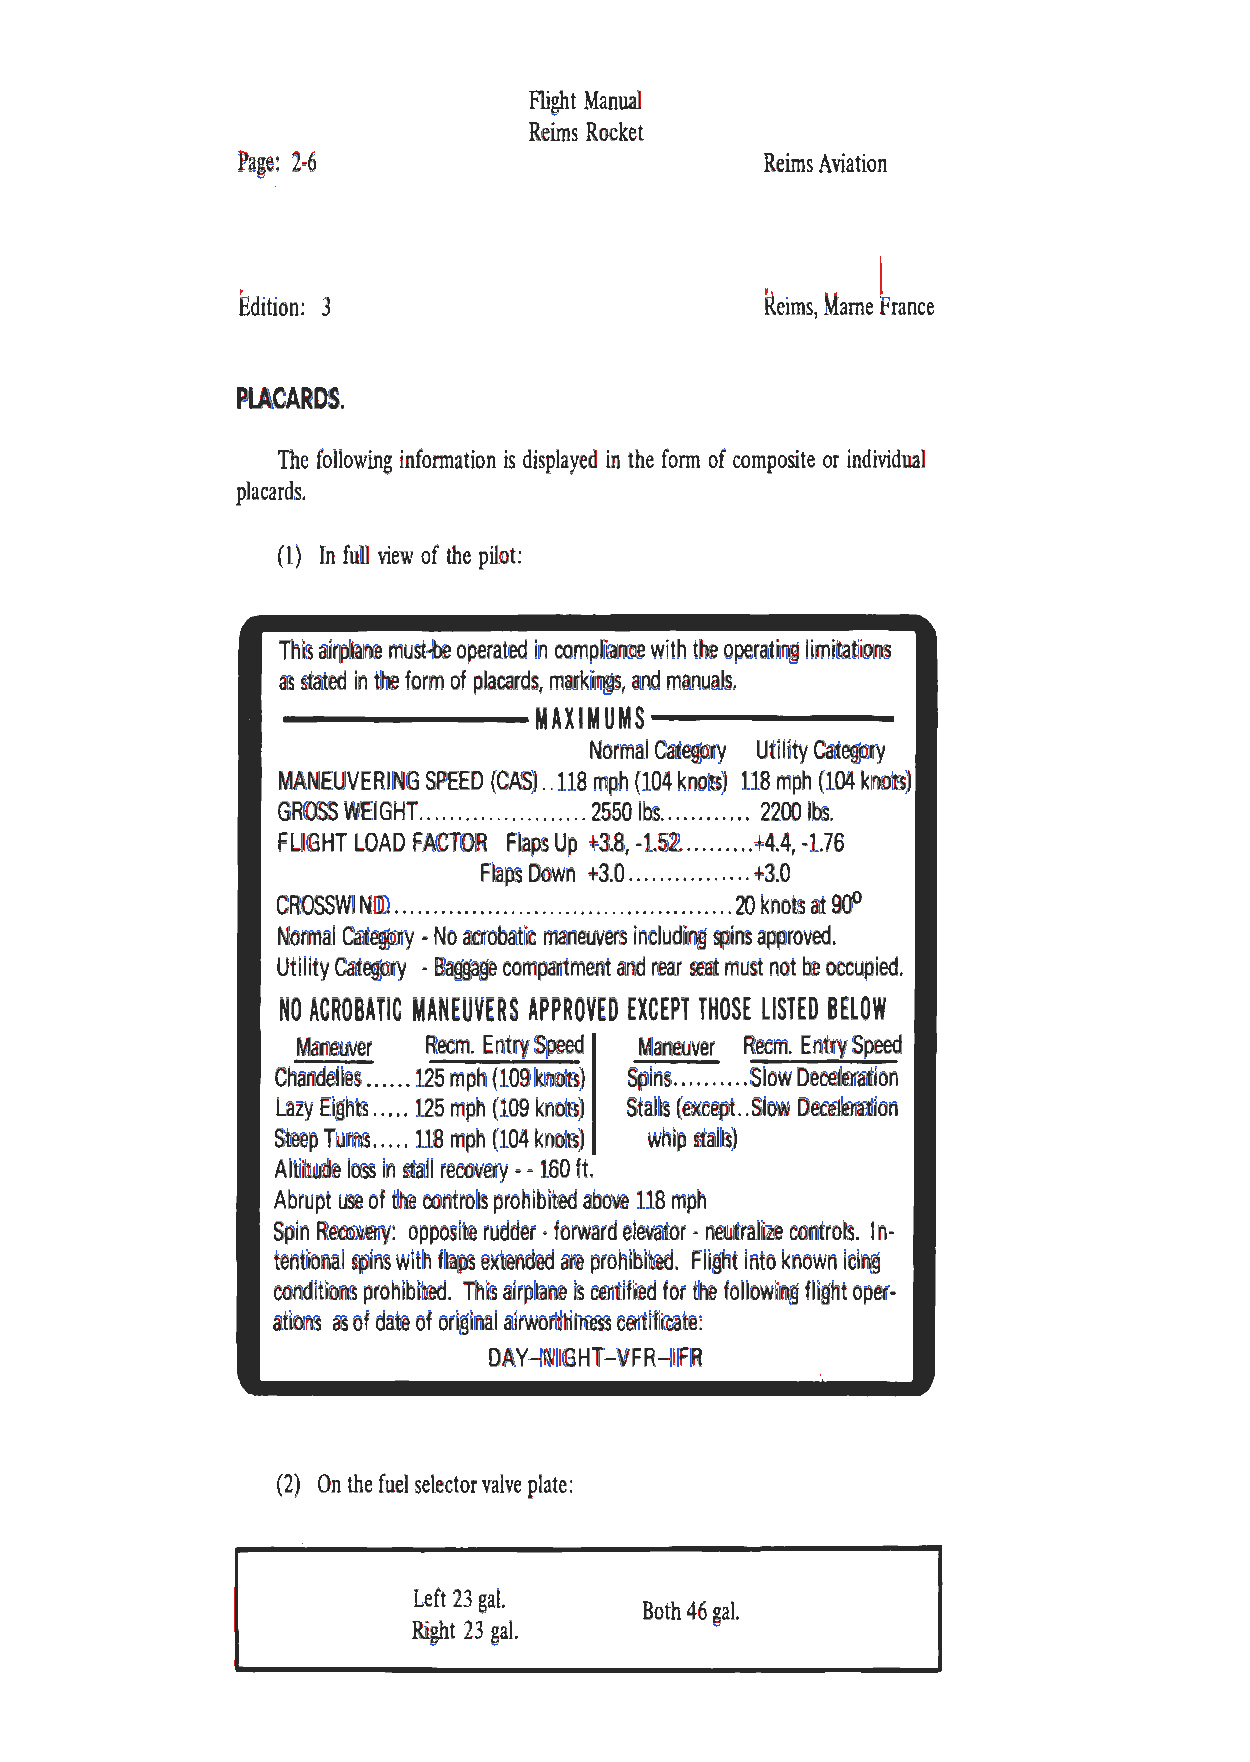 Flight Manual
Reims Rocket
Page: 2-6 Reims Aviation
Edition: 3 Reims, Marne France
PLACARDS.
The following information is displayed in the form of composite or individual
placards.
(1) In full view of the pilot:
This airplane must be operated in compliance with the operating limitations
as stated in the form of placards, markings, and manuals.
MAXIMUMS
Normal Category Utility Category
MANEUVERING SPEED (CAS)..118 mph (104 knots) 118 mph (104 knots)
GROSS WEIGHT......................2550 lbs............ 2200 lbs.
FLIGHT LOAD FACTOR Flaps Up +3.8, -1.52..........+4.4, -1.76
Flaps Down +3.0................+3.0
CROSSWIND............................................20 knots at 90°
Normal Category - No acrobatic maneuvers including spins approved.
Utility Category - Baggage compartment and rear seat must not be occupied.
NO ACROBATIC MANEUVERS APPROVED EXCEPT THOSE LISTED BELOW
Maneuver Recm. Entry Speed Maneuver Recm. Entry Speed
Chandelles......125 mph (109 knots) Spins..........Slow Deceleration
Lazy Eights.....125 mph (109 knots) Stalls (except..Slow Deceleration
Steep Turns.....118 mph (104 knots) whip stalls)
Altitude loss in stall recovery -- 160 ft.
Abrupt use of the controls prohibited above 118 mph
Spin Recovery: opposite rudder - forward elevator - neutralize controls. In-
tentional spins with flaps extended are prohibited. Flight into known icing
conditions prohibited. This airplane is certified for the following flight oper-
ations as of date of original airworthiness certificate:
DAY–NIGHT–VFR–IFR
(2) On the fuel selector valve plate:
Left 23 gal.
Both 46 gal.
Right 23 gal.